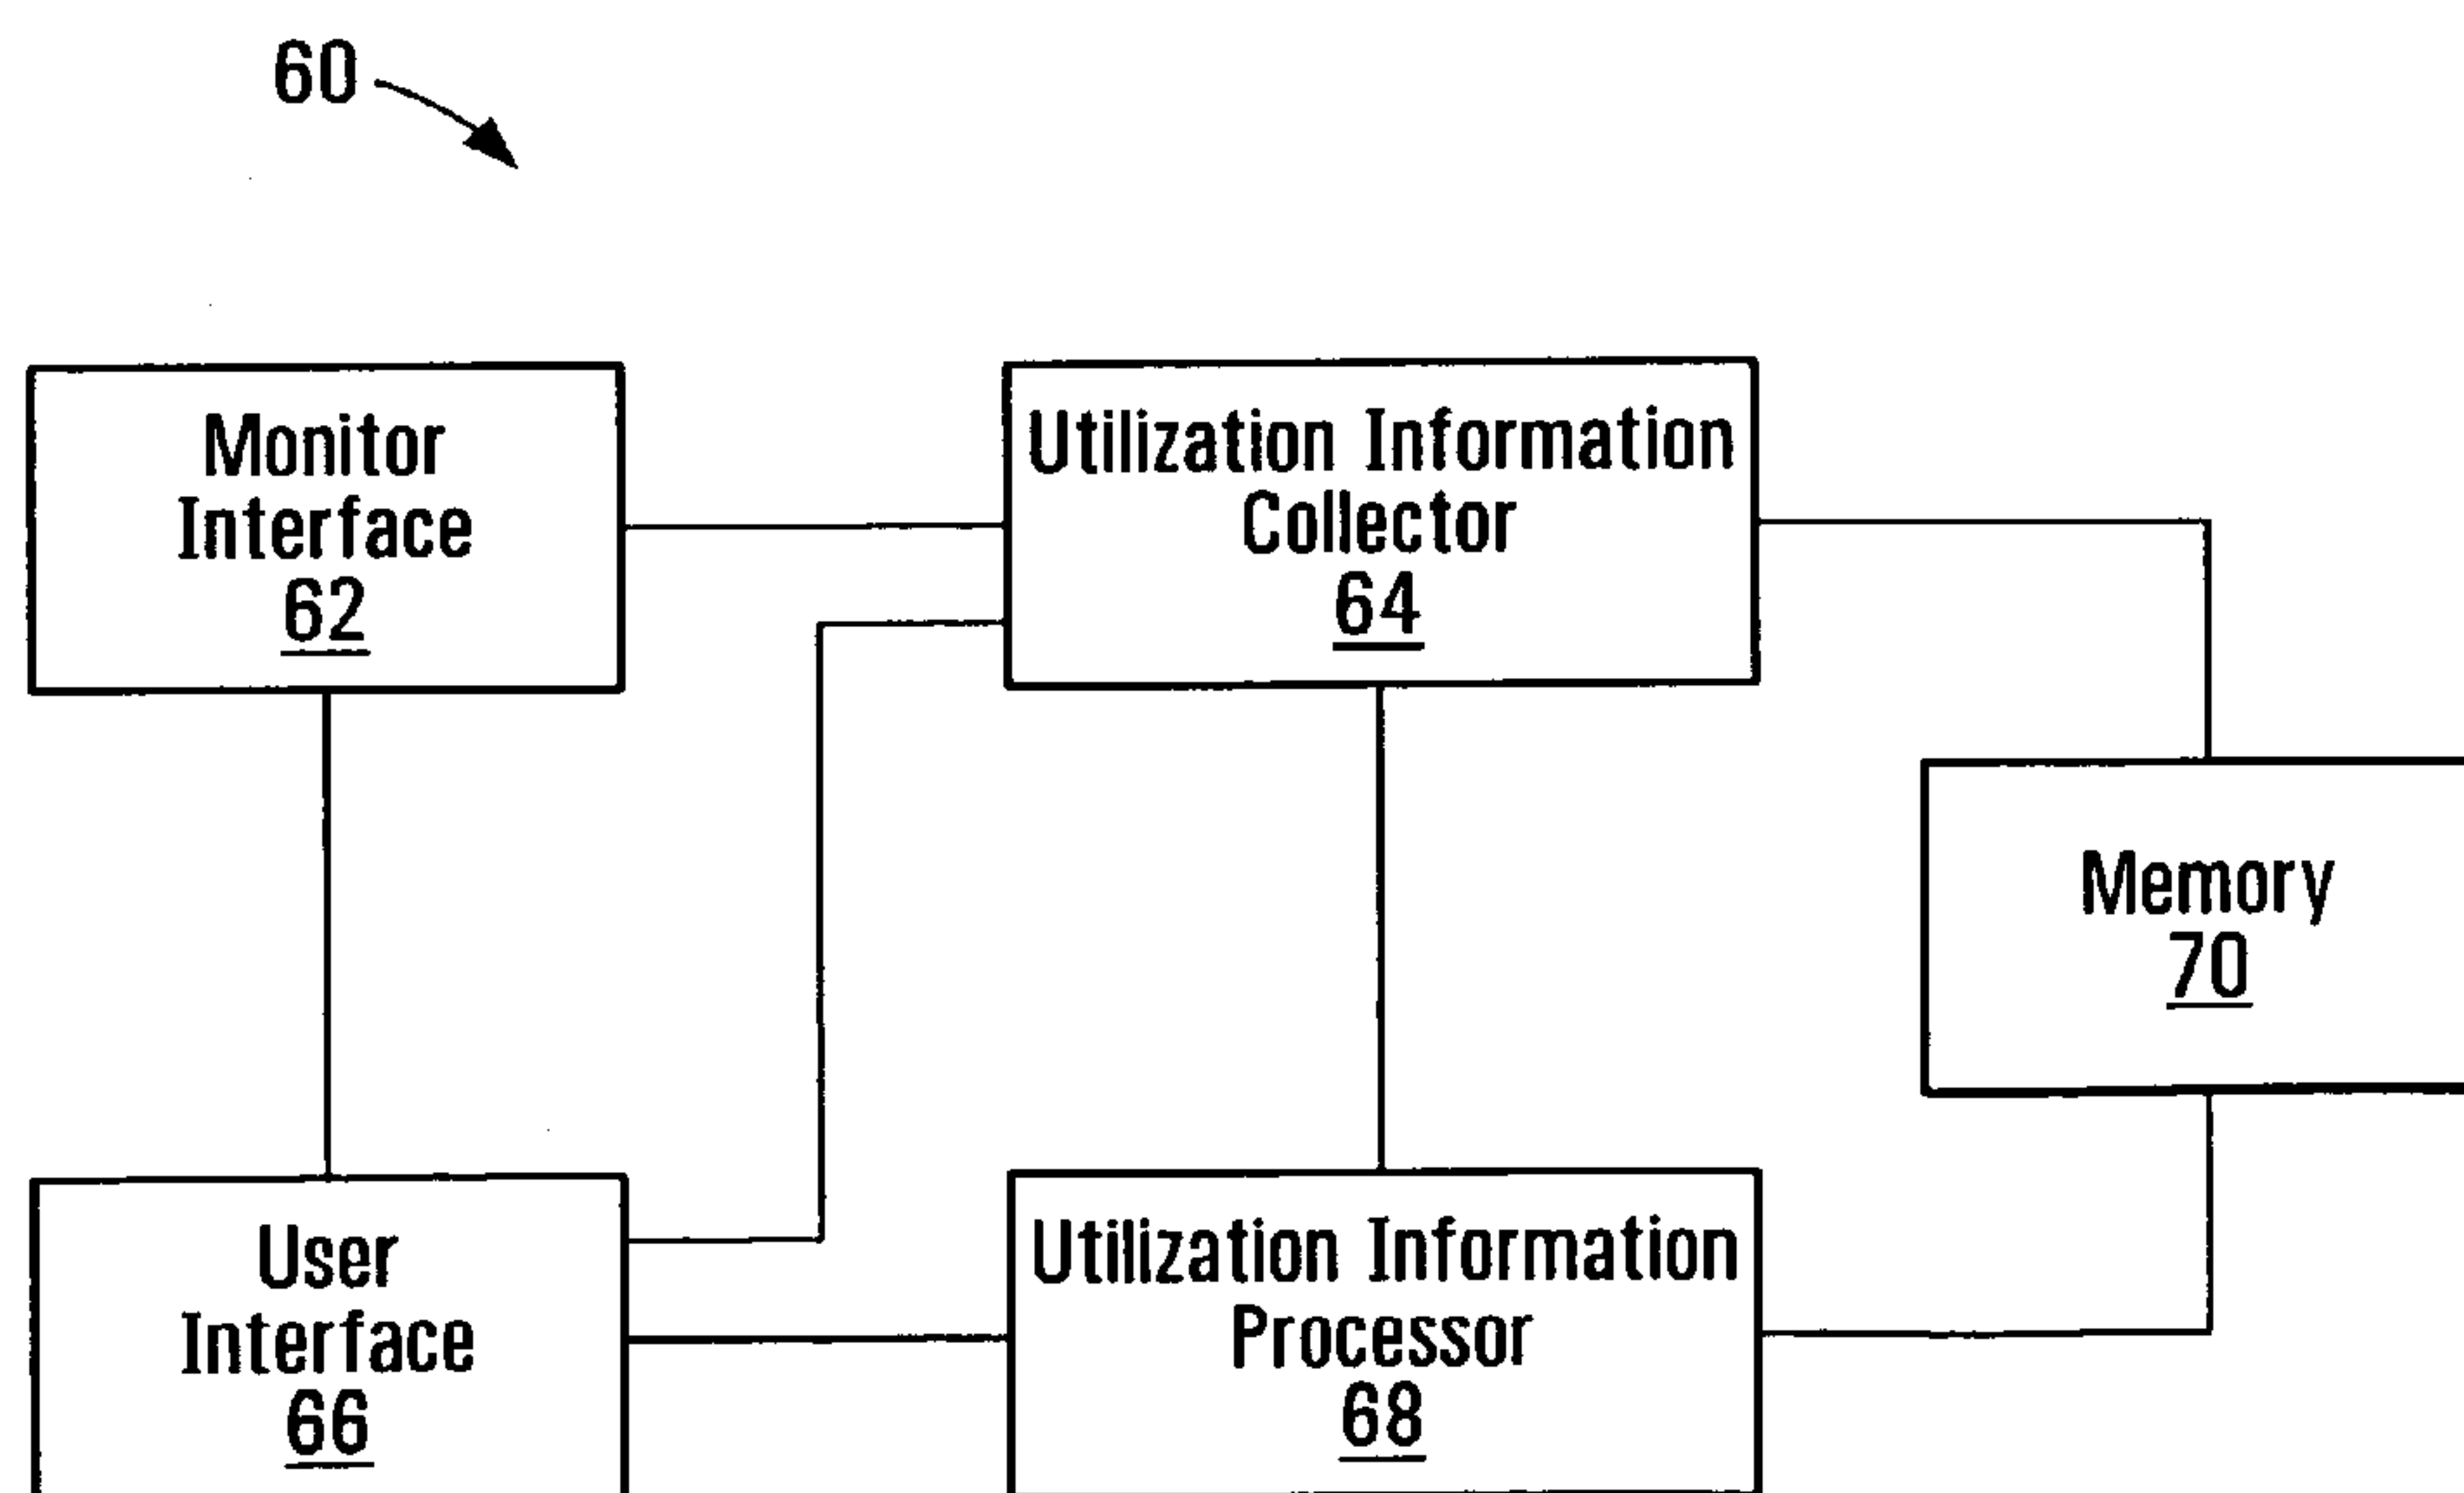 60
Monitor
Interface
62
Utilization Information
Collector
64
Memory
70
User
Interface
66
Utilization Information
Processor
68